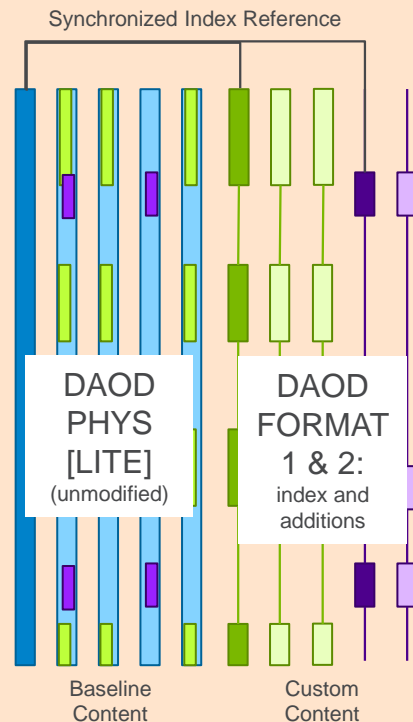 Synchronized Index Reference
DAOD
PHYS
[LITE]
(unmodified)
DAOD
FORMAT
1 & 2:
index and
additions
Baseline
Content
Custom
Content